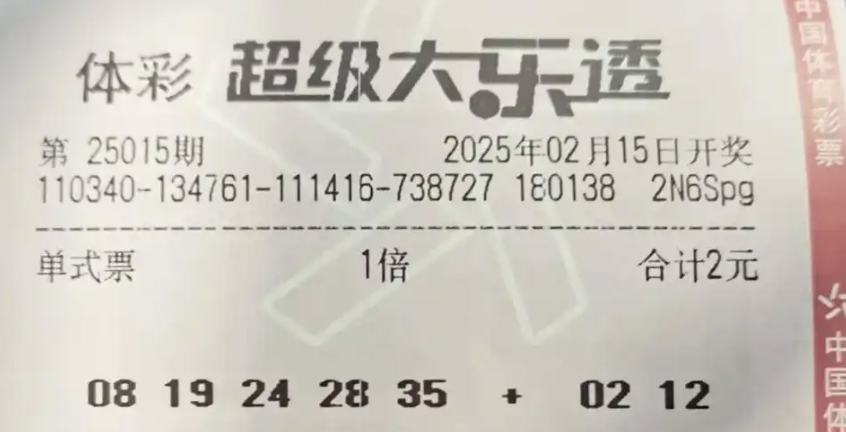 体彩 超级大乐透
第 25015期 2025年02月15日开奖
110340-134761-111416-738727 180138 2N6Spg
单式票 1倍 合计2元
08 19 24 28 35 + 02 12
中国体育彩票
中国体